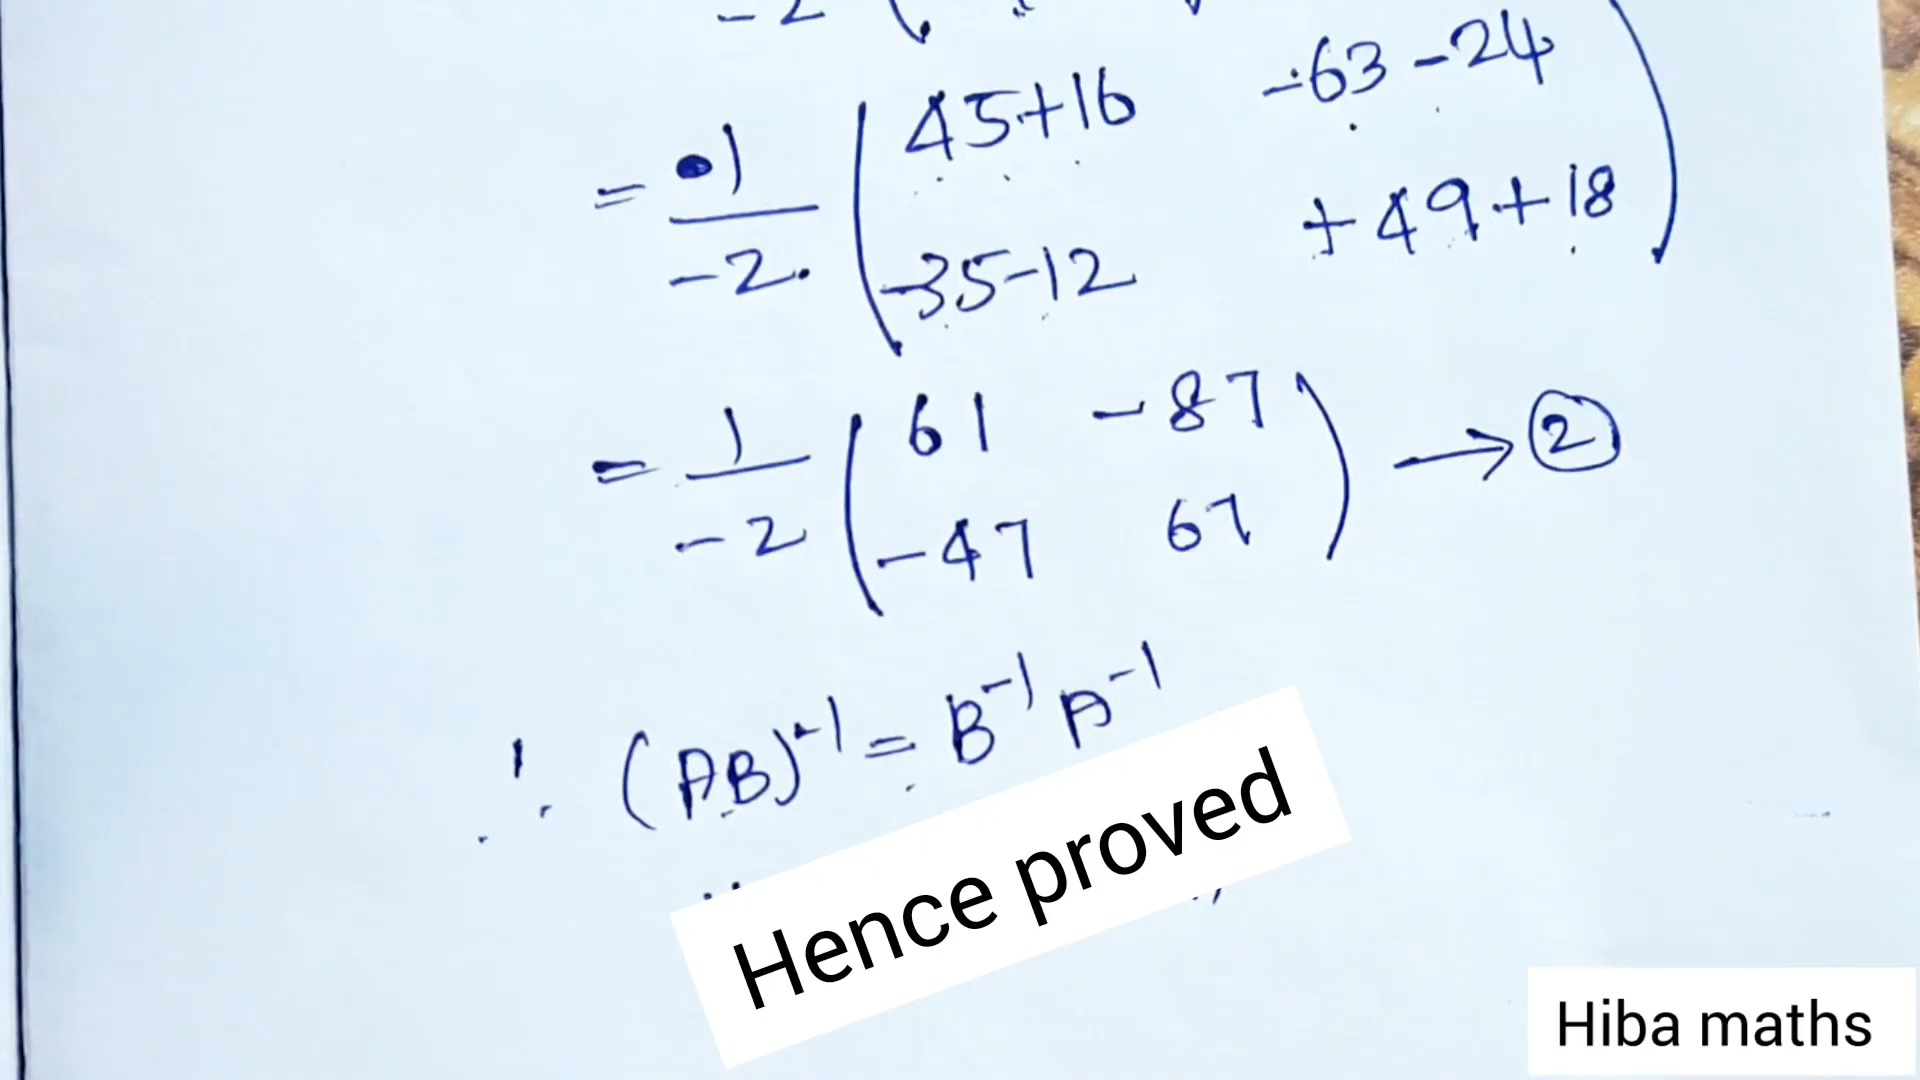 -2
= 1/-2 ( 45+16 -63-24
-35-12 +49+18 )
= 1/-2 ( 61 -87
-47 67 ) → ②
∴ (AB)⁻¹ = B⁻¹ A⁻¹
Hence proved
Hiba maths